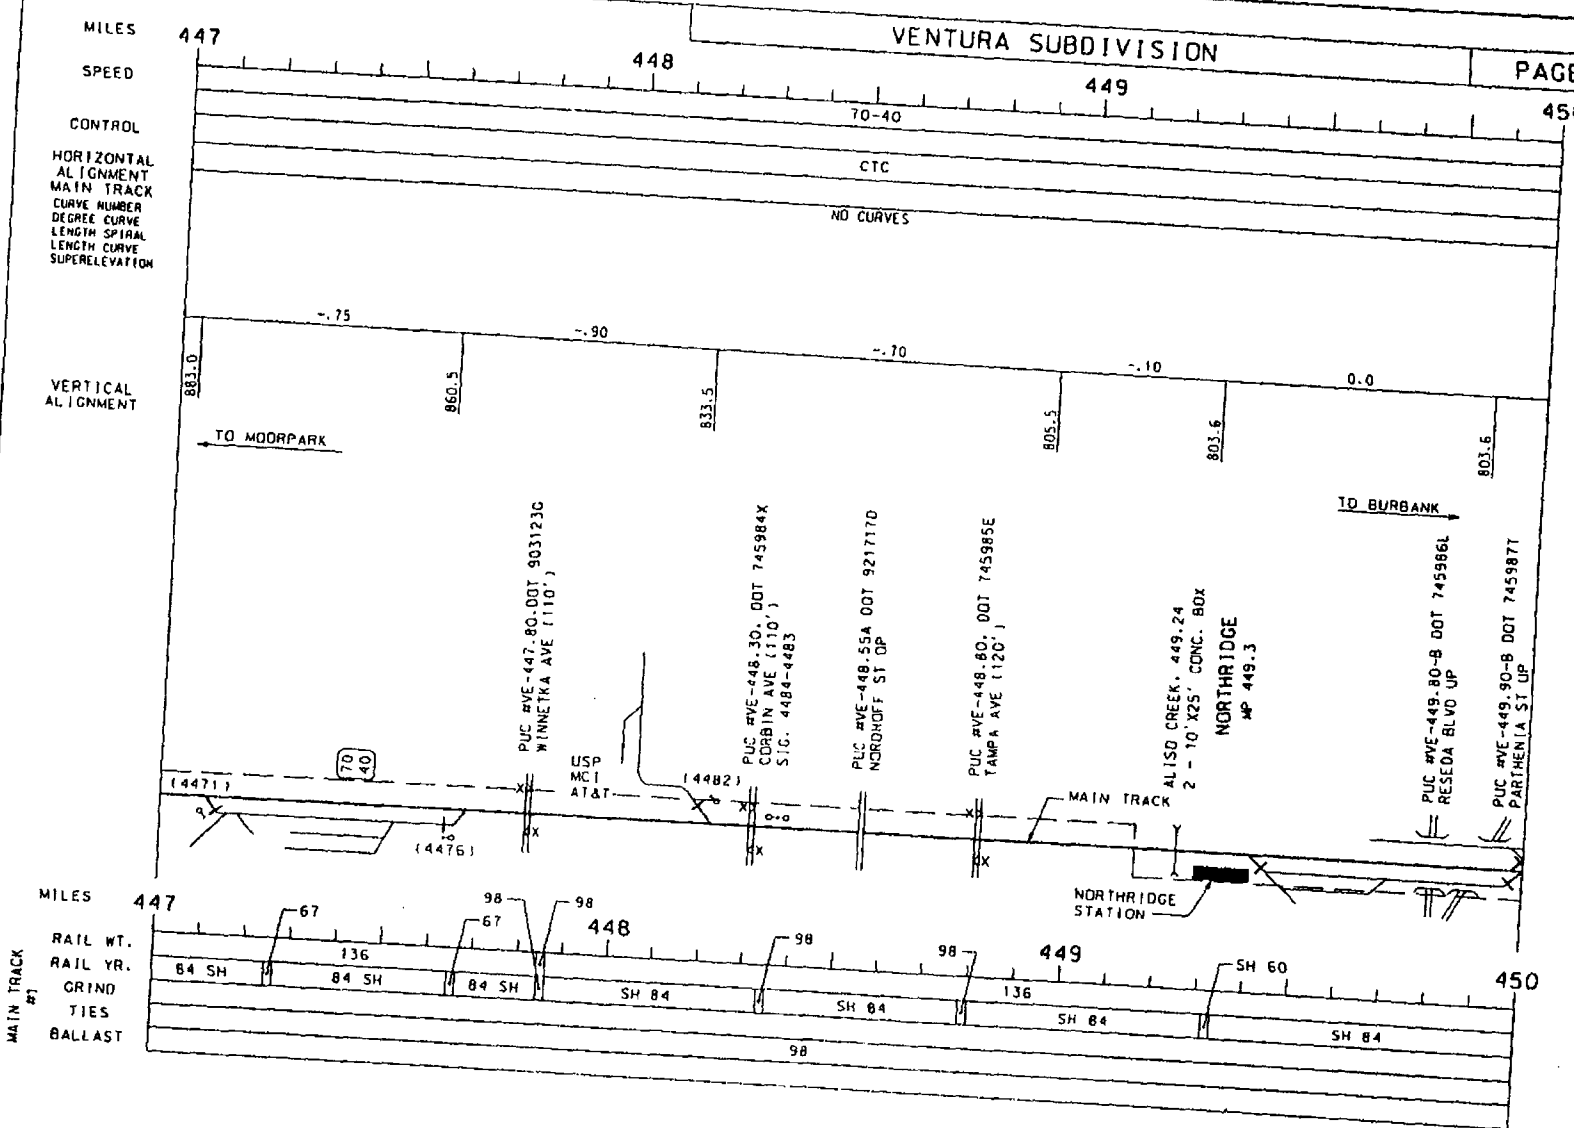 VENTURA SUBDIVISION
PAGE
MILES
447
448
449
SPEED
70-40
CONTROL
CTC
HORIZONTAL
ALIGNMENT
MAIN TRACK
CURVE NUMBER
DEGREE CURVE
LENGTH SPIRAL
LENGTH CURVE
SUPERELEVATION
NO CURVES
-.75
-.90
-.70
-.10
0.0
VERTICAL
ALIGNMENT
883.0
860.5
833.5
805.5
803.6
803.6
TO MOORPARK
TO BURBANK
PUC #VE-447.80.DOT 903123G
WINNETKA AVE (110')
PUC #VE-448.30, DOT 745984X
CORBIN AVE (110')
SIG. 4484-4483
PUC #VE-448.55A DOT 921717D
NORDHOFF ST OP
PUC #VE-448.80, DOT 745985E
TAMPA AVE (120')
ALISO CREEK, 449.24
2 - 10'X25' CONC. BOX
NORTHRIDGE
MP 449.3
PUC #VE-449.80-B DOT 745986L
RESEDA BLVD UP
PUC #VE-449.90-B DOT 745987T
PARTHENIA ST UP
70
40
USP
MCI
AT&T
(4471)
(4482)
(4476)
MAIN TRACK
NORTHRIDGE
STATION
MILES
447
448
449
450
67
67
98
98
98
98
SH 60
MAIN TRACK
#1
RAIL WT.
136
136
RAIL YR.
84 SH
84 SH
84 SH
SH 84
SH 84
SH 84
SH 84
GRIND
TIES
BALLAST
98